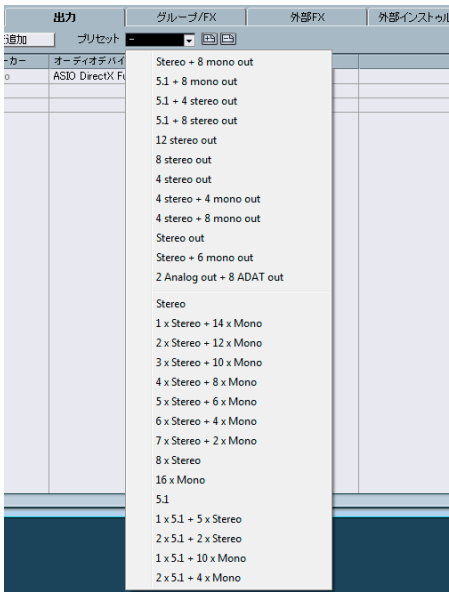 出力 グループ/FX 外部FX 外部インストゥル
追加 プリセット -
ーカー オーディオデバイ
o ASIO DirectX Fu
Stereo + 8 mono out
5.1 + 8 mono out
5.1 + 4 stereo out
5.1 + 8 stereo out
12 stereo out
8 stereo out
4 stereo out
4 stereo + 4 mono out
4 stereo + 8 mono out
Stereo out
Stereo + 6 mono out
2 Analog out + 8 ADAT out
Stereo
1 x Stereo + 14 x Mono
2 x Stereo + 12 x Mono
3 x Stereo + 10 x Mono
4 x Stereo + 8 x Mono
5 x Stereo + 6 x Mono
6 x Stereo + 4 x Mono
7 x Stereo + 2 x Mono
8 x Stereo
16 x Mono
5.1
1 x 5.1 + 5 x Stereo
2 x 5.1 + 2 x Stereo
1 x 5.1 + 10 x Mono
2 x 5.1 + 4 x Mono